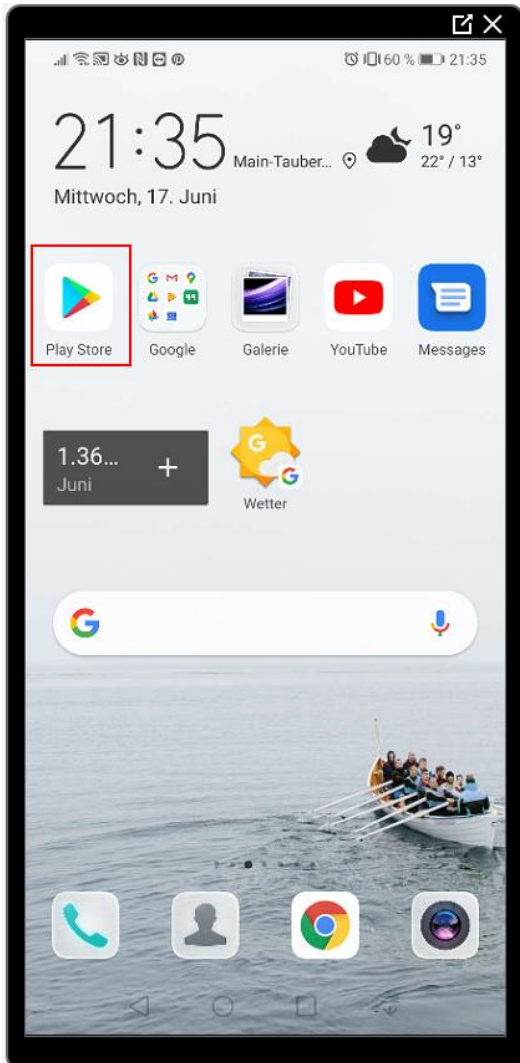 60 % 21:35
21:35
Main-Tauber...
19°
22° / 13°
Mittwoch, 17. Juni
Play Store
Google
Galerie
YouTube
Messages
1.36...
+
Juni
Wetter